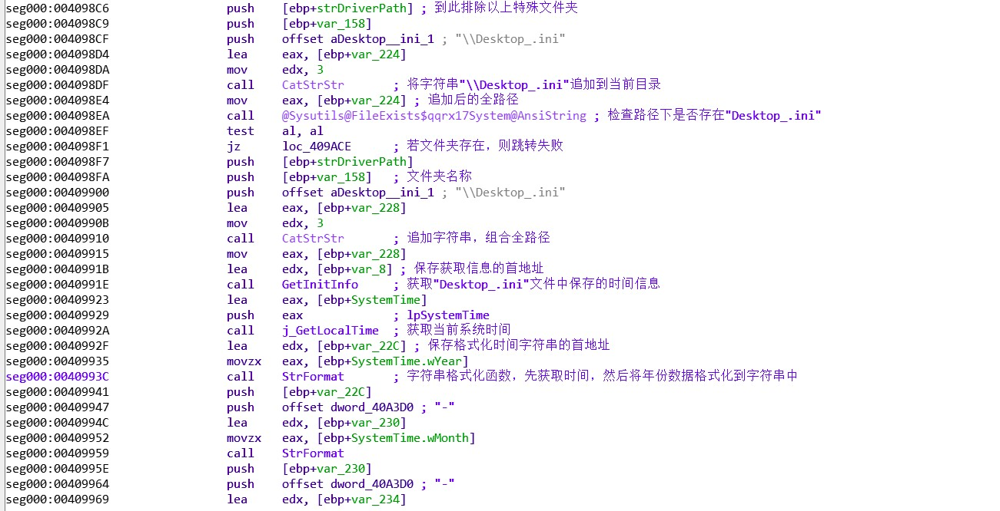 seg000:004098C6 push [ebp+strDriverPath] ; 到此排除以上特殊文件夹
seg000:004098C9 push [ebp+var_158]
seg000:004098CF push offset aDesktop__ini_1 ; "\\Desktop_.ini"
seg000:004098D4 lea eax, [ebp+var_224]
seg000:004098DA mov edx, 3
seg000:004098DF call CatStrStr ; 将字符串"\\Desktop_.ini"追加到当前目录
seg000:004098E4 mov eax, [ebp+var_224] ; 追加后的全路径
seg000:004098EA call @Sysutils@FileExists$qqrx17System@AnsiString ; 检查路径下是否存在"Desktop_.ini"
seg000:004098EF test al, al
seg000:004098F1 jz loc_409ACE ; 若文件夹存在，则跳转失败
seg000:004098F7 push [ebp+strDriverPath]
seg000:004098FA push [ebp+var_158] ; 文件夹名称
seg000:00409900 push offset aDesktop__ini_1 ; "\\Desktop_.ini"
seg000:00409905 lea eax, [ebp+var_228]
seg000:0040990B mov edx, 3
seg000:00409910 call CatStrStr ; 追加字符串，组合全路径
seg000:00409915 mov eax, [ebp+var_228]
seg000:0040991B lea edx, [ebp+var_8] ; 保存获取信息的首地址
seg000:0040991E call GetInitInfo ; 获取"Desktop_.ini"文件中保存的时间信息
seg000:00409923 lea eax, [ebp+SystemTime]
seg000:00409929 push eax ; lpSystemTime
seg000:0040992A call j_GetLocalTime ; 获取当前系统时间
seg000:0040992F lea edx, [ebp+var_22C] ; 保存格式化时间字符串的首地址
seg000:00409935 movzx eax, [ebp+SystemTime.wYear]
seg000:0040993C call StrFormat ; 字符串格式化函数，先获取时间，然后将年份数据格式化到字符串中
seg000:00409941 push [ebp+var_22C]
seg000:00409947 push offset dword_40A3D0 ; "-"
seg000:0040994C lea edx, [ebp+var_230]
seg000:00409952 movzx eax, [ebp+SystemTime.wMonth]
seg000:00409959 call StrFormat
seg000:0040995E push [ebp+var_230]
seg000:00409964 push offset dword_40A3D0 ; "-"
seg000:00409969 lea edx, [ebp+var_234]